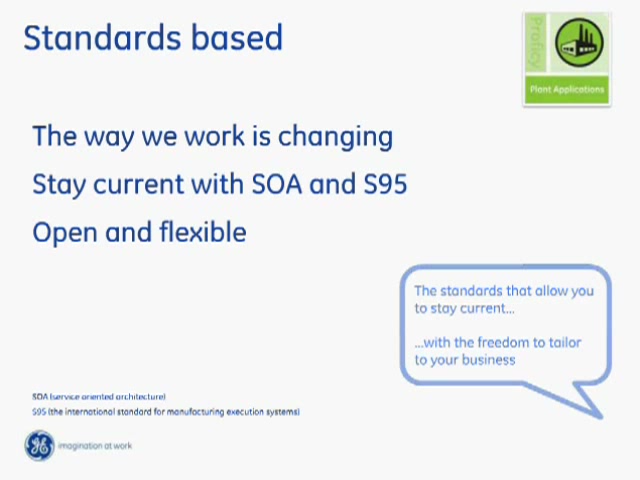 Standards based
Proficy
Plant Applications
The way we work is changing
Stay current with SOA and S95
Open and flexible
The standards that allow you
to stay current...
...with the freedom to tailor
to your business
SOA (service oriented architecture)
S95 (the international standard for manufacturing execution systems)
GE
imagination at work